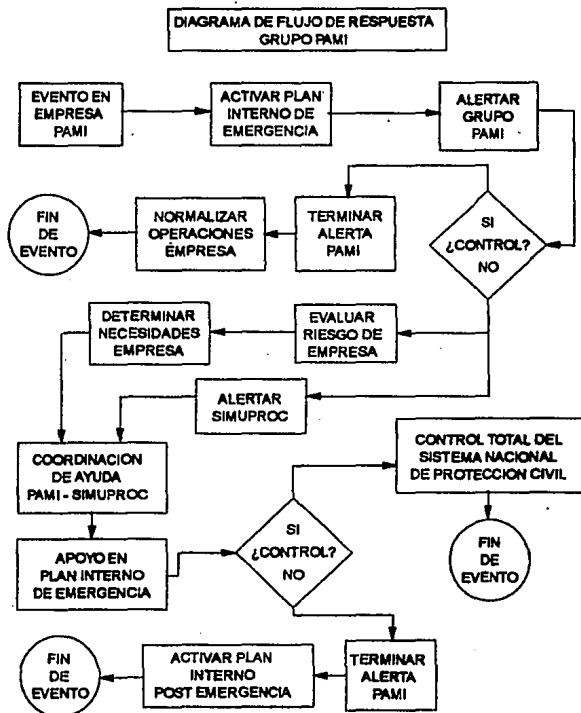 DIAGRAMA DE FLUJO DE RESPUESTA
GRUPO PAMI
EVENTO EN
EMPRESA
PAMI
ACTIVAR PLAN
INTERNO DE
EMERGENCIA
ALERTAR
GRUPO
PAMI
FIN
DE
EVENTO
NORMALIZAR
OPERACIONES
EMPRESA
TERMINAR
ALERTA
PAMI
SI
¿CONTROL?
NO
DETERMINAR
NECESIDADES
EMPRESA
EVALUAR
RIESGO DE
EMPRESA
ALERTAR
SIMUPROC
COORDINACION
DE AYUDA
PAMI - SIMUPROC
CONTROL TOTAL DEL
SISTEMA NACIONAL
DE PROTECCION CIVIL
APOYO EN
PLAN INTERNO
DE EMERGENCIA
SI
¿CONTROL?
NO
FIN
DE
EVENTO
FIN
DE
EVENTO
ACTIVAR PLAN
INTERNO
POST EMERGENCIA
TERMINAR
ALERTA
PAMI